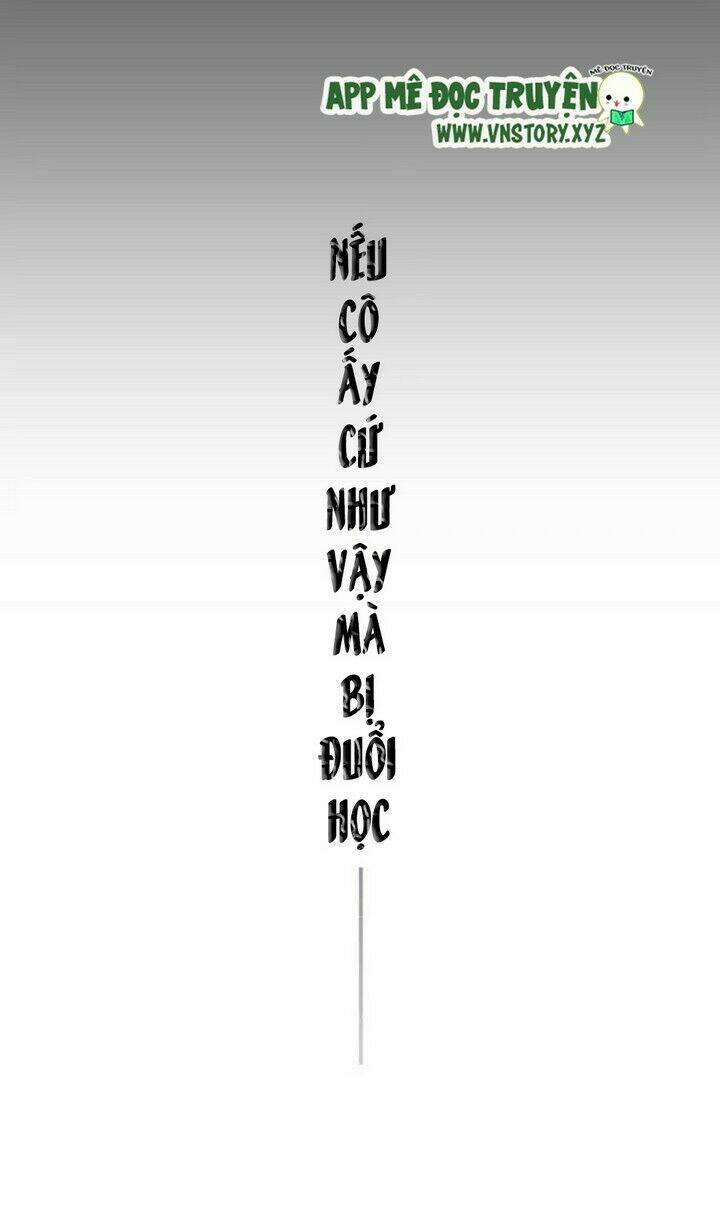 MÊ ĐỌC TRUYỆN
APP MÊ ĐỌC TRUYỆN
WWW.VNSTORY.XYZ
NẾU
CÔ
ẤY
CỨ
NHƯ
VẬY
MÀ
BỊ
ĐUỔI
HỌC